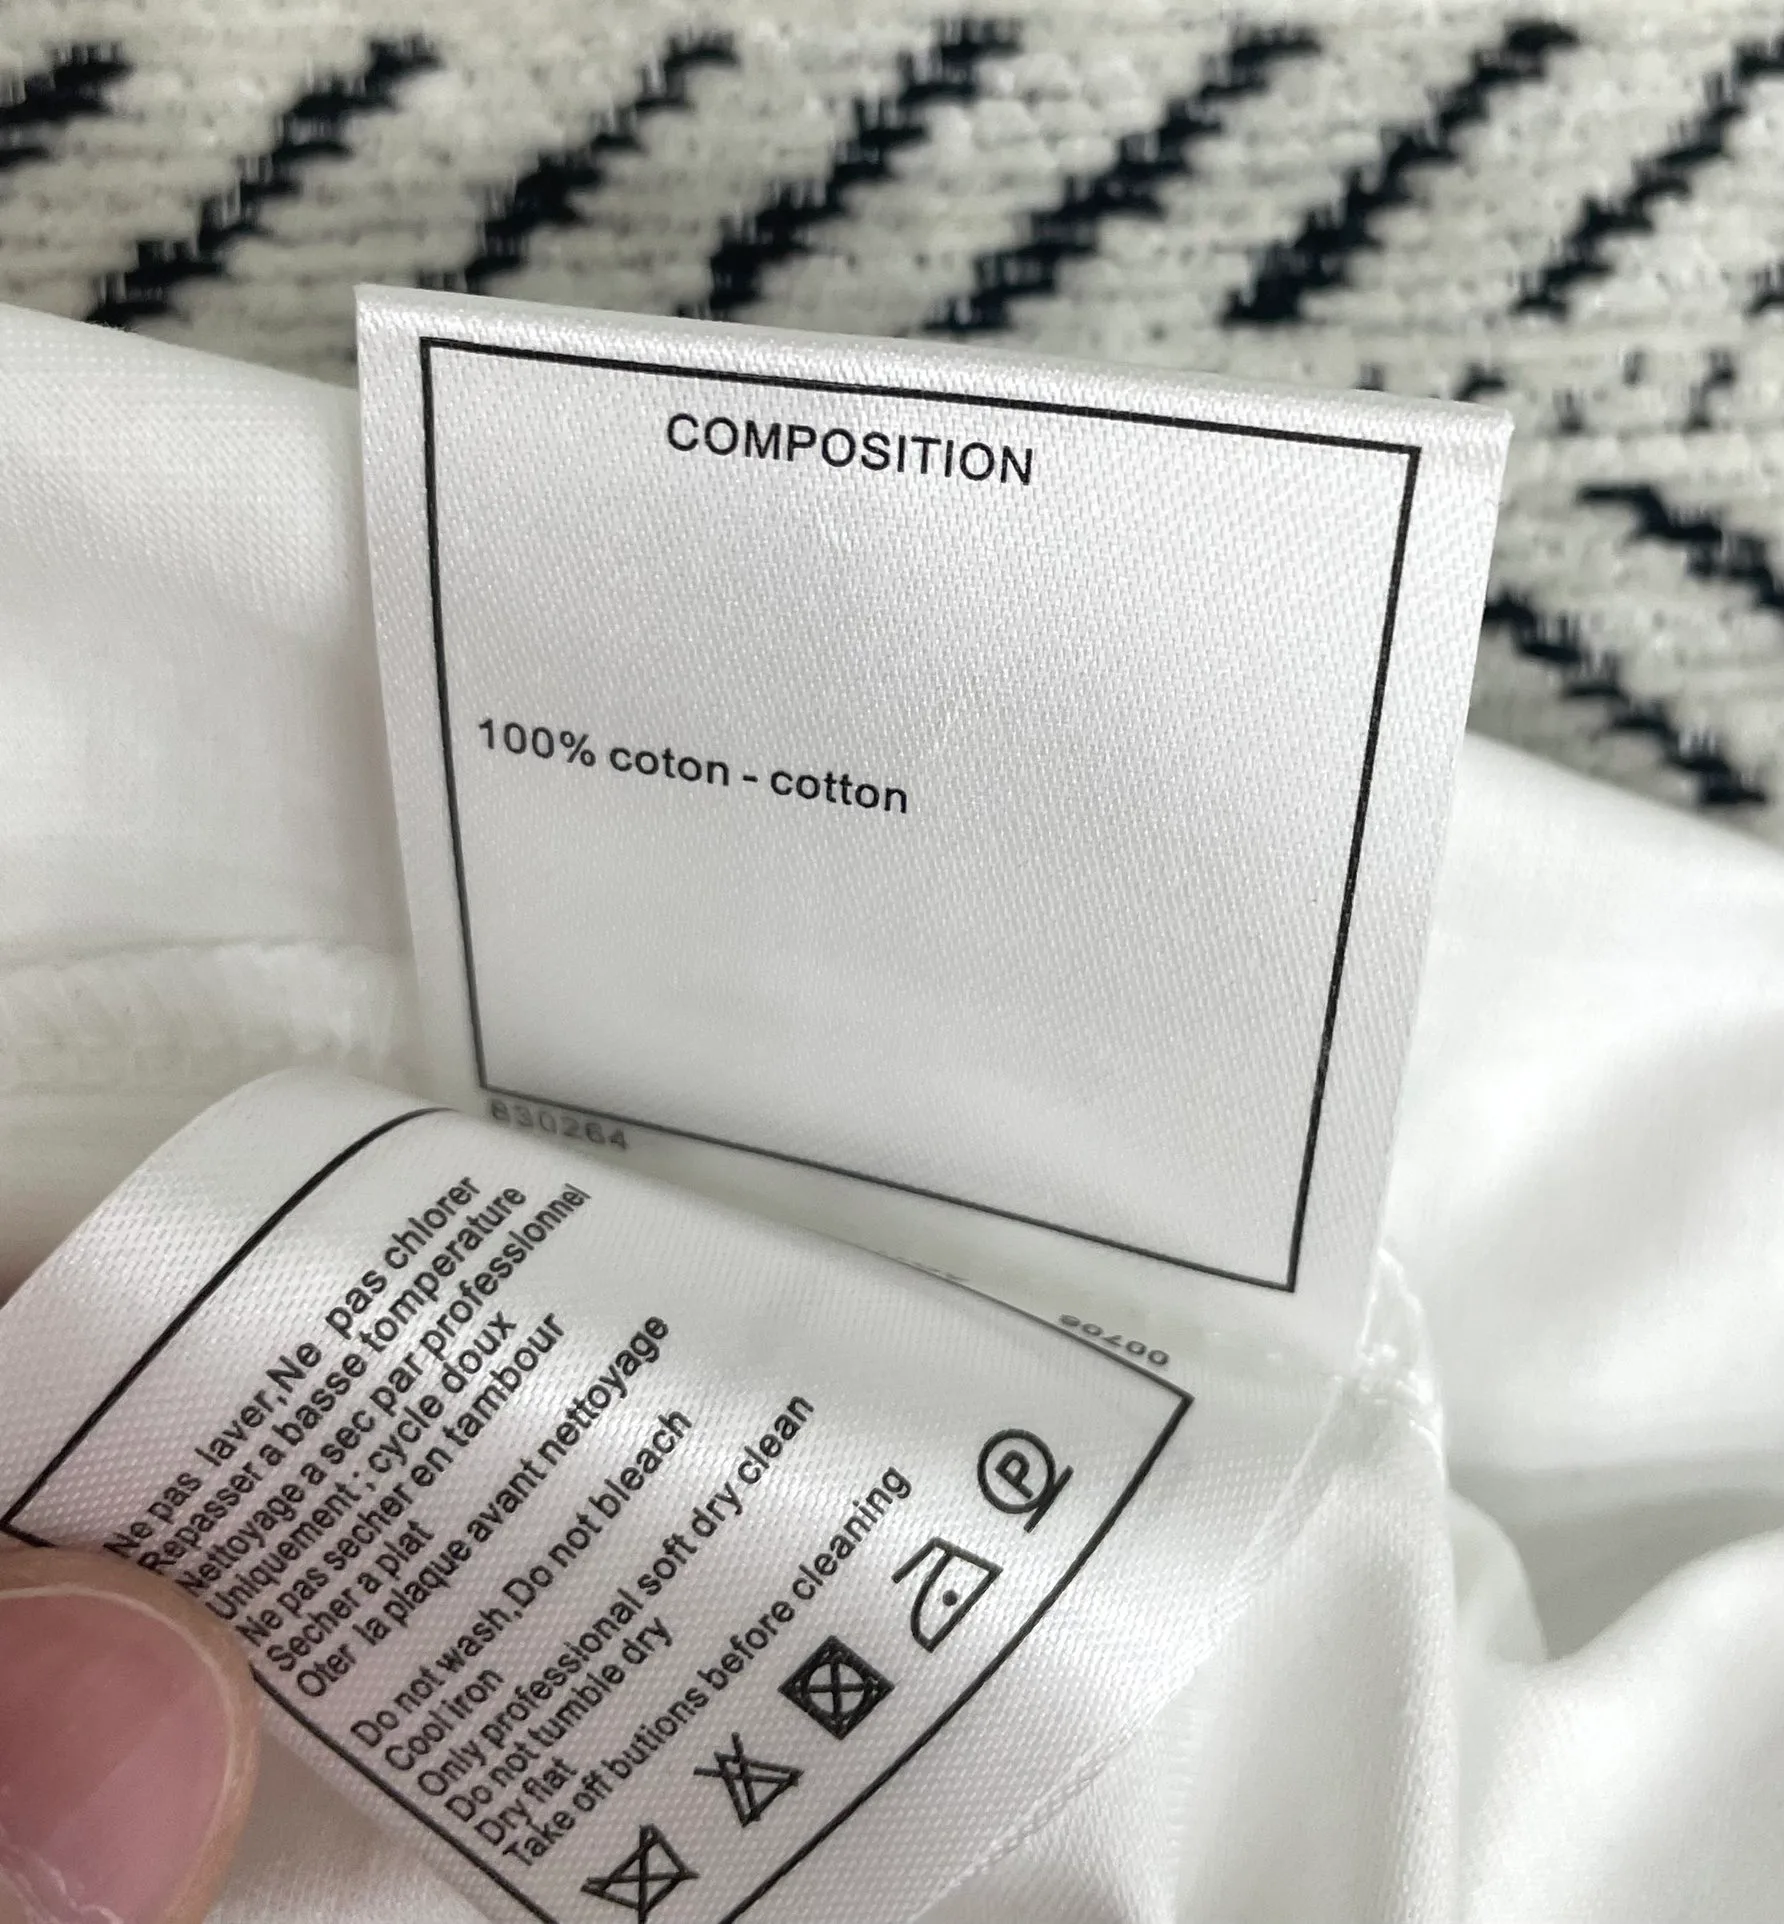 COMPOSITION
100% coton - cotton
830264
00706
Ne pas laver,Ne pas chlorer
Repasser a basse tomperature
Nettoyage a sec par professionnel
Uniquement ; cycle doux
Ne pas secher en tambour
Secher a plat
Oter la plaque avant nettoyage
Do not wash,Do not bleach
Cool iron
Only professional soft dry clean
Do not tumble dry
Dry flat
Take off butions before cleaning
P